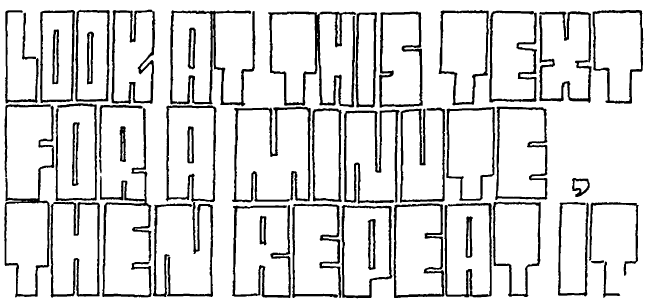 LOOK AT THIS TEXT
FOR A MINUTE,
THEN REPEAT IT